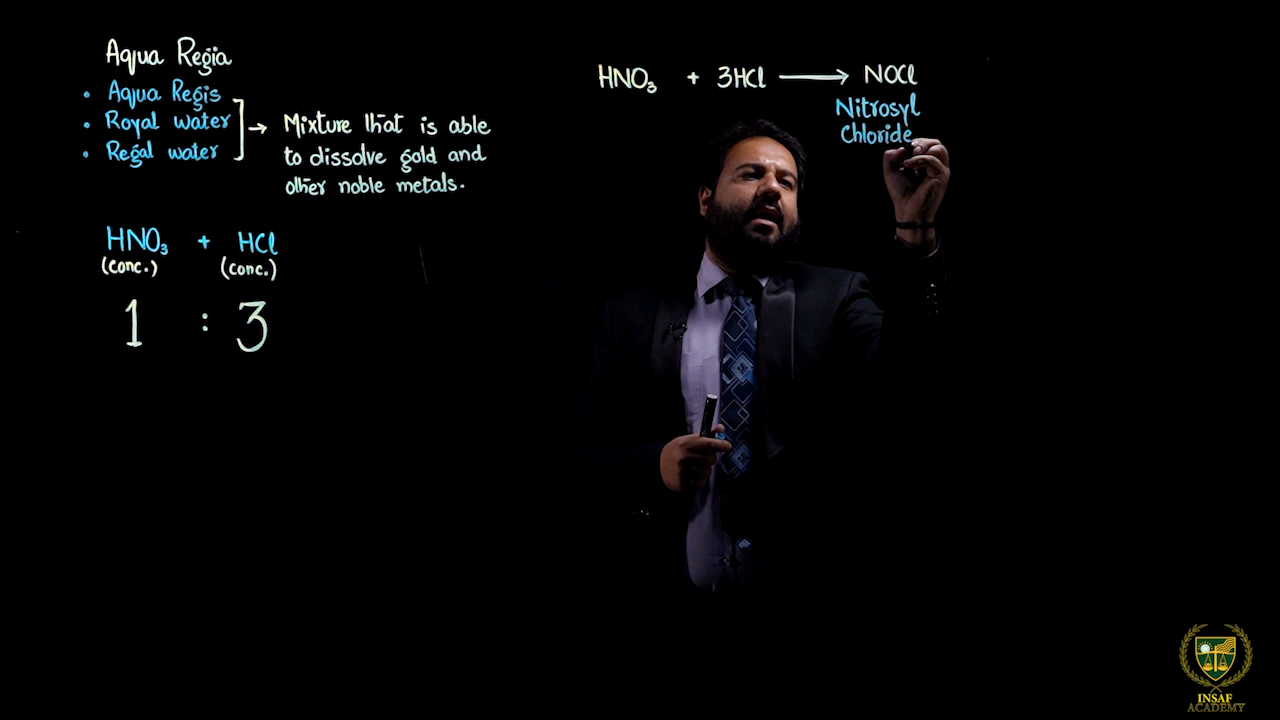 Aqua Regia
• Aqua Regis
• Royal water
• Regal water
→ Mixture that is able
to dissolve gold and
other noble metals.
HNO₃ + HCl
(conc.) (conc.)
1 : 3
HNO₃ + 3HCl ⟶ NOCl
Nitrosyl
Chloride
INSAF
ACADEMY